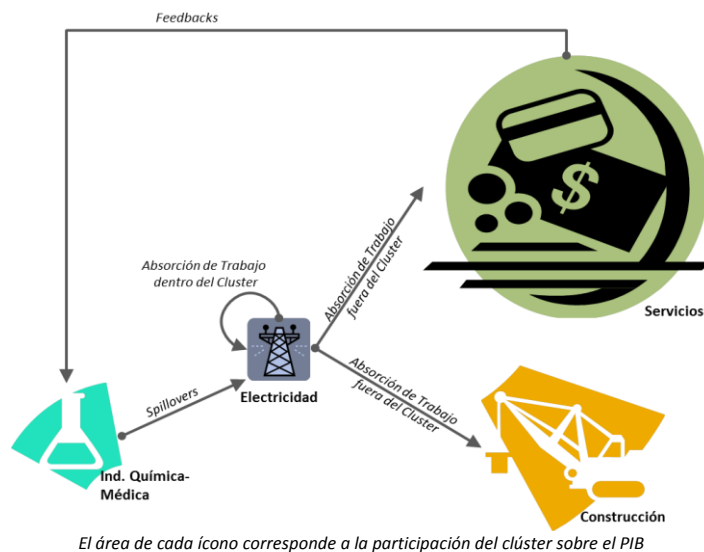 Feedbacks
$
Servicios
Absorción de Trabajo
fuera del Cluster
Absorción de Trabajo
dentro del Cluster
Electricidad
Absorción de Trabajo
fuera del Cluster
Spillovers
Ind. Química-
Médica
Construcción
El área de cada ícono corresponde a la participación del clúster sobre el PIB